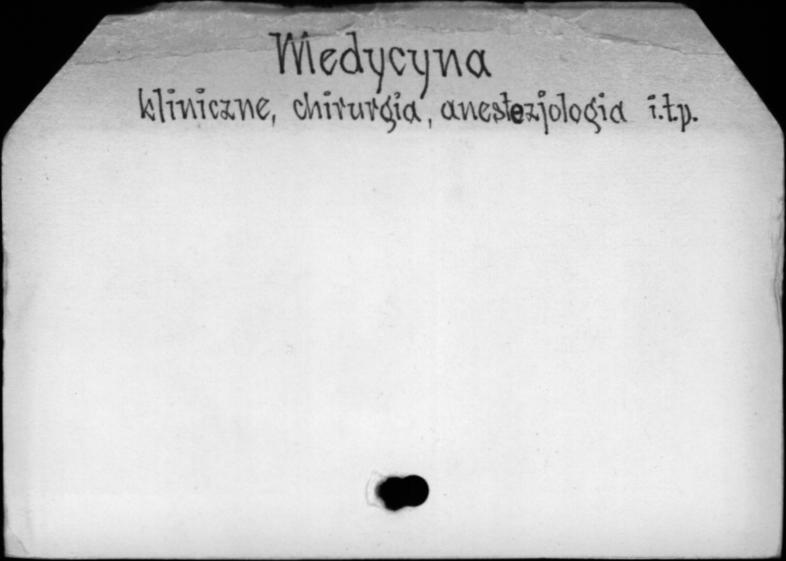 Medycyna
kliniczne, chirurgia, anestezjologia i.t.p.